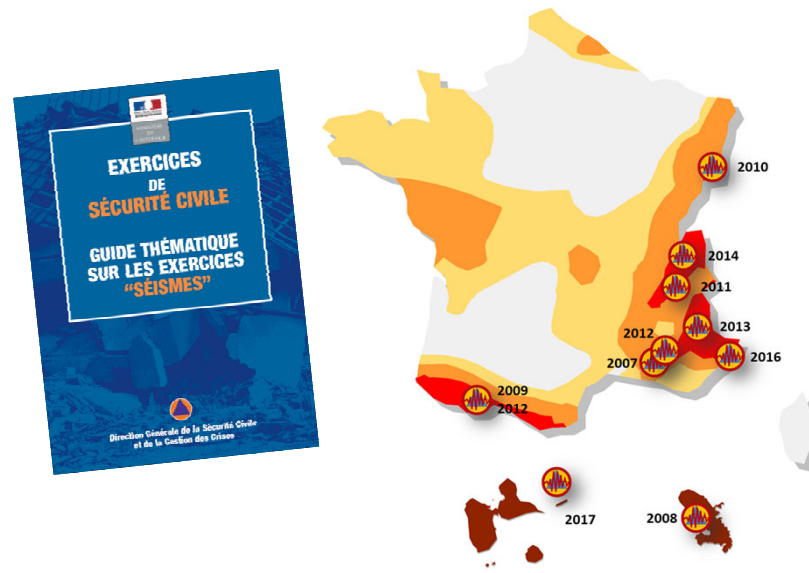 EXERCICES
DE
SÉCURITÉ CIVILE
GUIDE THÉMATIQUE
SUR LES EXERCICES
"SÉISMES"
Direction Générale de la Sécurité Civile
et de la Gestion des Crises
2010
2014
2011
2013
2012
2007
2016
2009
2012
2017
2008